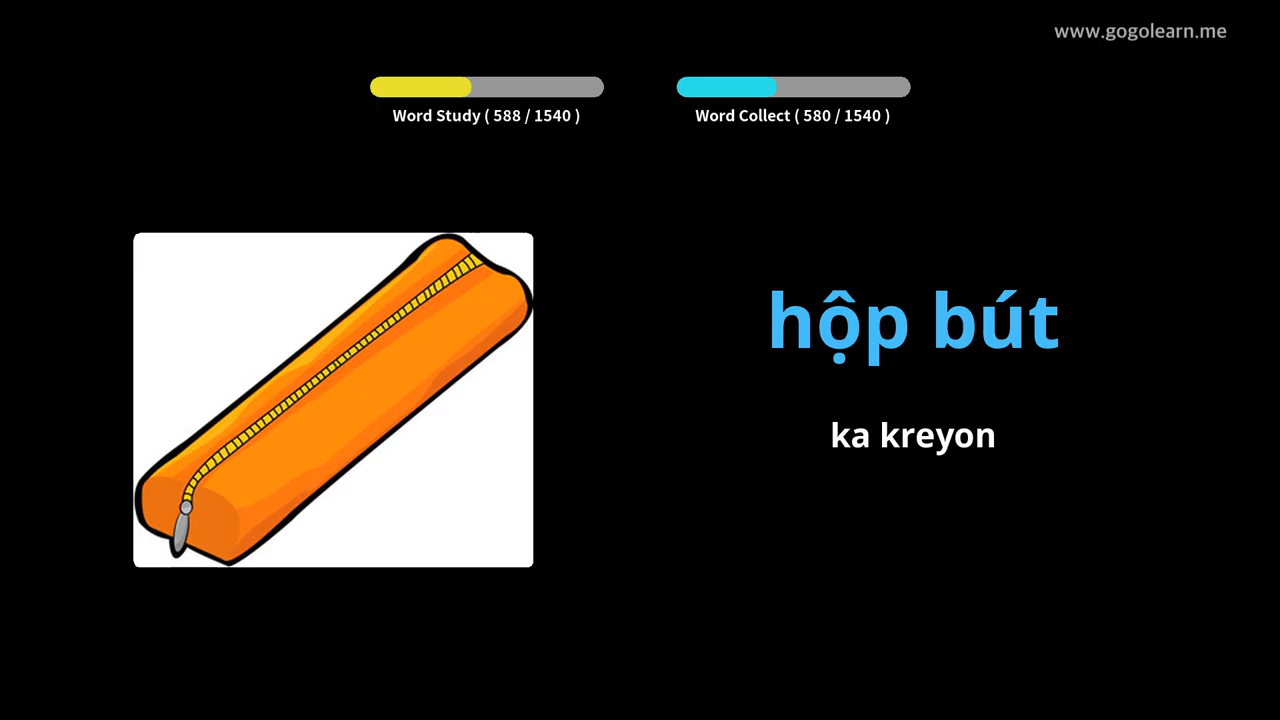 www.gogolearn.me
Word Study ( 588 / 1540 )
Word Collect ( 580 / 1540 )
hộp bút
ka kreyon